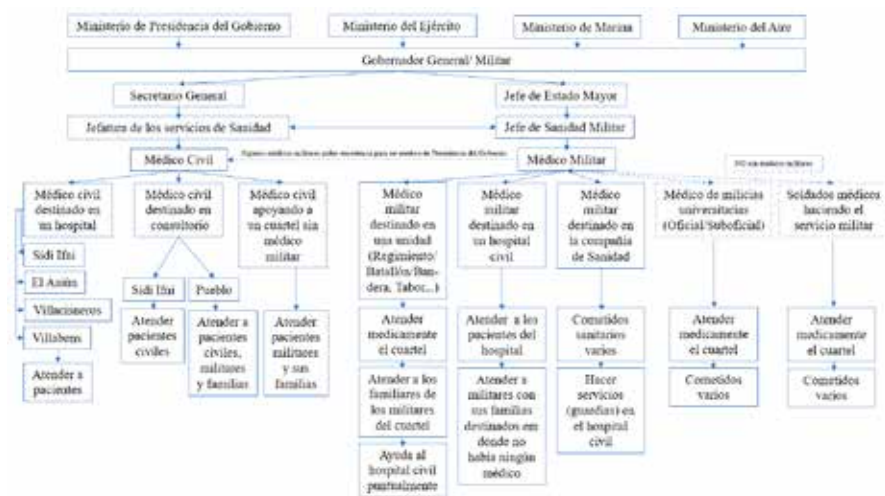 Ministerio de Presidencia del Gobierno
Ministerio del Ejército
Ministerio de Marina
Ministerio del Aire
Gobernador General/ Militar
Secretario General
Jefe de Estado Mayor
Jefatura de los servicios de Sanidad
Jefe de Sanidad Militar
Médico Civil
Médico Militar
NO son médicos militares
Médico civil
destinado en
un hospital
Médico civil
destinado en
consultorio
Médico civil
apoyando a
un cuartel sin
médico
militar
Médico
militar
destinado en
una unidad
(Regimiento/
Batallón/Ban-
dera, Tabor...)
Médico
militar
destinado en
un hospital
civil
Médico
militar
destinado en
la compañía
de Sanidad
Médico de milicias
universitarias
(Oficial/Suboficial)
Soldados médicos
haciendo el
servicio militar
Sidi Ifni
El Aaiún
Villacisneros
Villabens
Atender a
pacientes
Sidi Ifni
Pueblo
Atender
pacientes
civiles
Atender a
pacientes
civiles,
militares
y familias
Atender
pacientes
militares
y sus
familias
Atender
medicamente
el cuartel
Atender a los
pacientes del
hospital
Cometidos
sanitarios
varios
Atender
medicamente
el cuartel
Atender
medicamente
el cuartel
Atender a los
familiares de
los militares
del cuartel
Atender a
militares con
sus familias
destinados en
donde no
había ningún
médico
Hacer
servicios
(guardias) en
el hospital
civil
Cometidos
varios
Cometidos
varios
Ayuda al
hospital civil
puntualmente